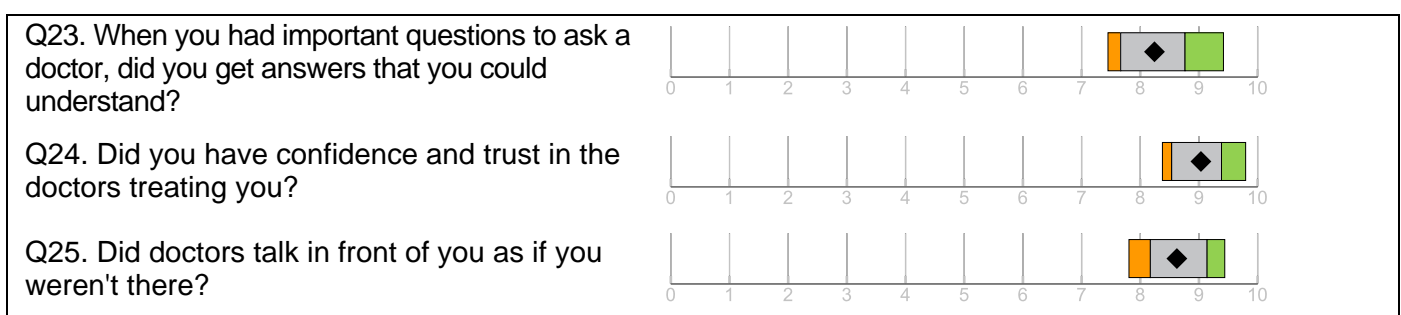 Q23. When you had important questions to ask a
doctor, did you get answers that you could
understand?
0 1 2 3 4 5 6 7 8 9 10
Q24. Did you have confidence and trust in the
doctors treating you?
0 1 2 3 4 5 6 7 8 9 10
Q25. Did doctors talk in front of you as if you
weren't there?
0 1 2 3 4 5 6 7 8 9 10